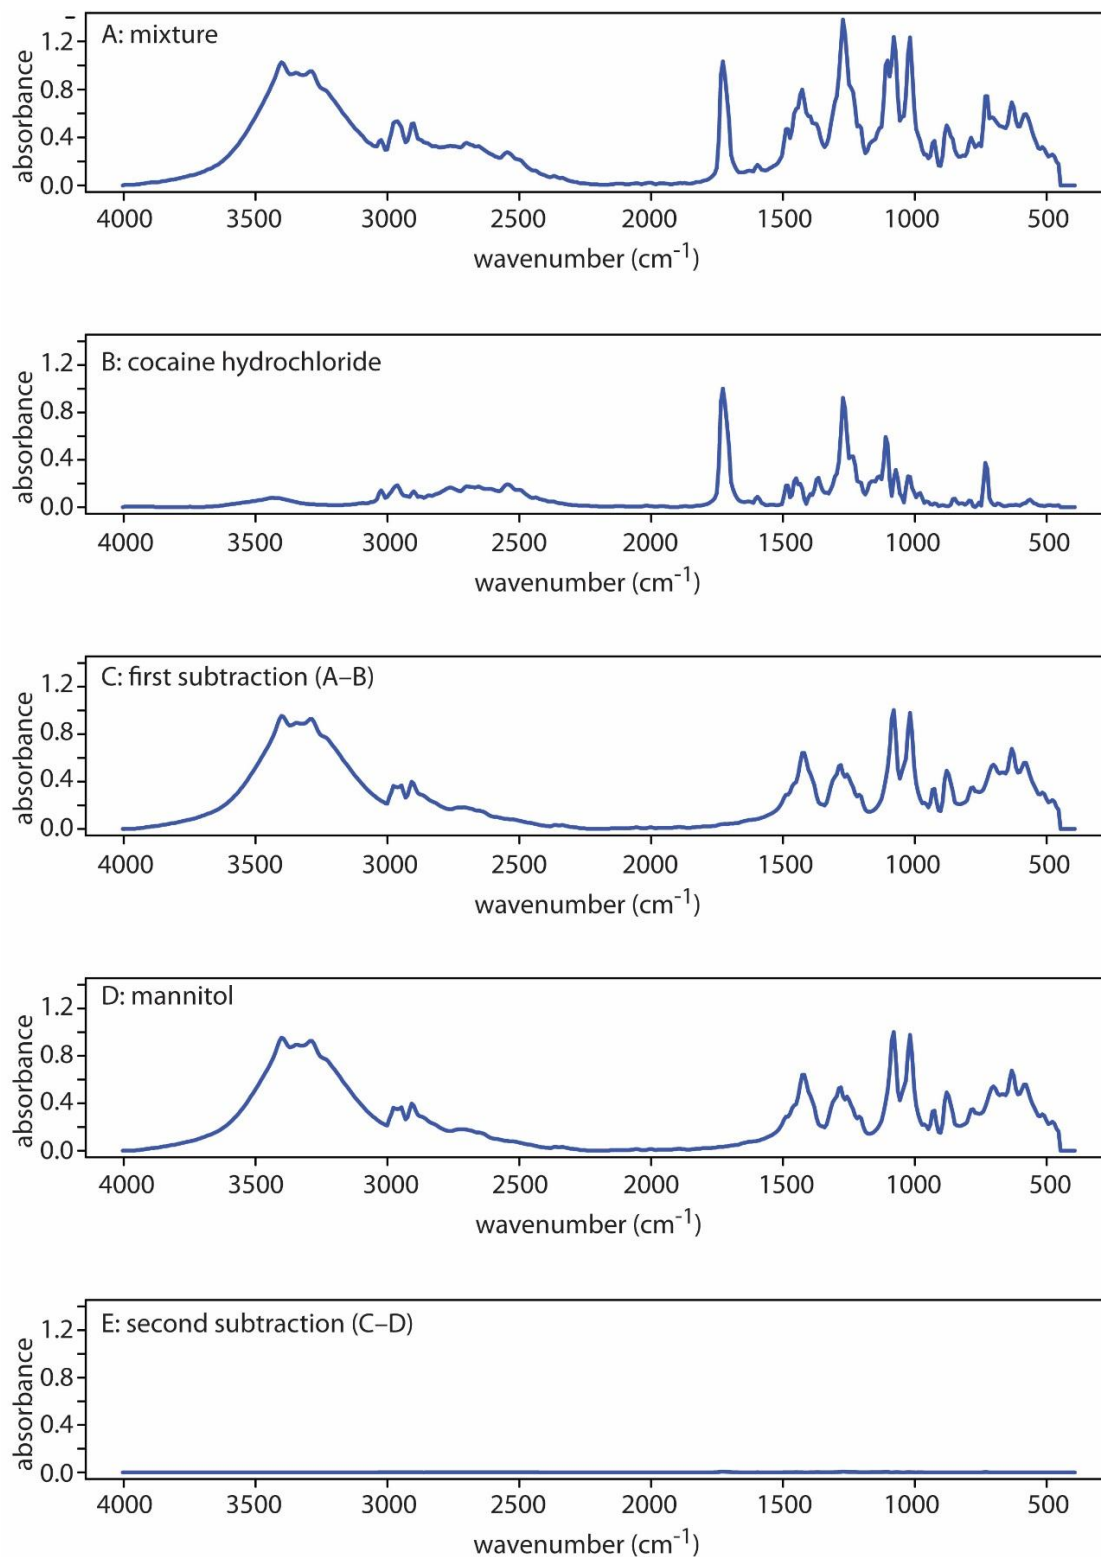 A: mixture
1.2
0.8
0.4
0.0
absorbance
4000 3500 3000 2500 2000 1500 1000 500
wavenumber (cm-1)
B: cocaine hydrochloride
1.2
0.8
0.4
0.0
absorbance
4000 3500 3000 2500 2000 1500 1000 500
wavenumber (cm-1)
C: first subtraction (A–B)
1.2
0.8
0.4
0.0
absorbance
4000 3500 3000 2500 2000 1500 1000 500
wavenumber (cm-1)
D: mannitol
1.2
0.8
0.4
0.0
absorbance
4000 3500 3000 2500 2000 1500 1000 500
wavenumber (cm-1)
E: second subtraction (C–D)
1.2
0.8
0.4
0.0
absorbance
4000 3500 3000 2500 2000 1500 1000 500
wavenumber (cm-1)